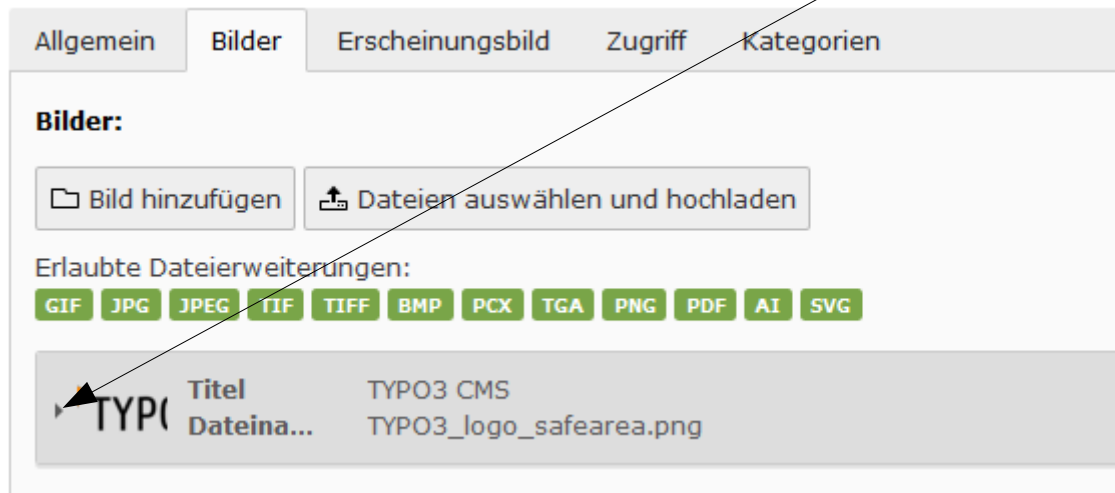 Allgemein Bilder Erscheinungsbild Zugriff Kategorien
Bilder:
Bild hinzufügen Dateien auswählen und hochladen
Erlaubte Dateierweiterungen:
GIF JPG JPEG TIF TIFF BMP PCX TGA PNG PDF AI SVG
Titel TYPO3 CMS
TYP
Dateina... TYPO3_logo_safearea.png